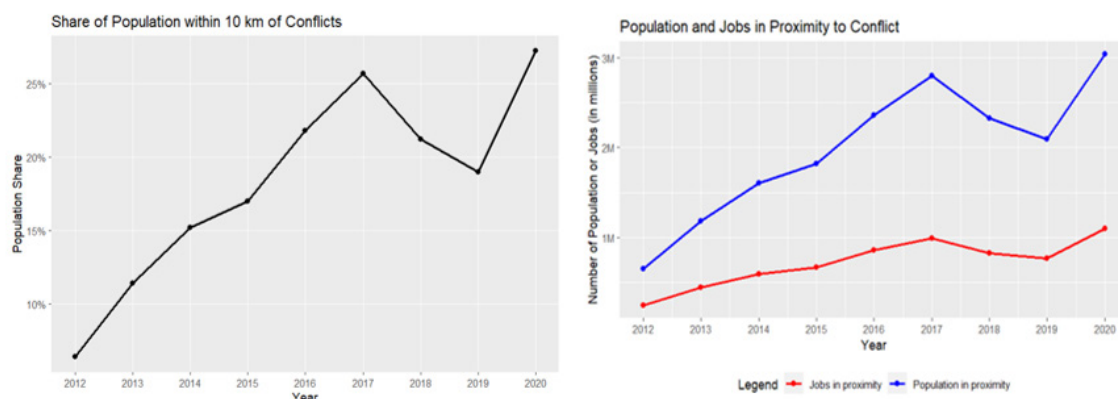 Share of Population within 10 km of Conflicts
Population Share
25%
20%
15%
10%
2012 2013 2014 2015 2016 2017 2018 2019 2020
Year
Population and Jobs in Proximity to Conflict
Number of Population or Jobs (in millions)
3M
2M
1M
2012 2013 2014 2015 2016 2017 2018 2019 2020
Year
Legend Jobs in proximity Population in proximity